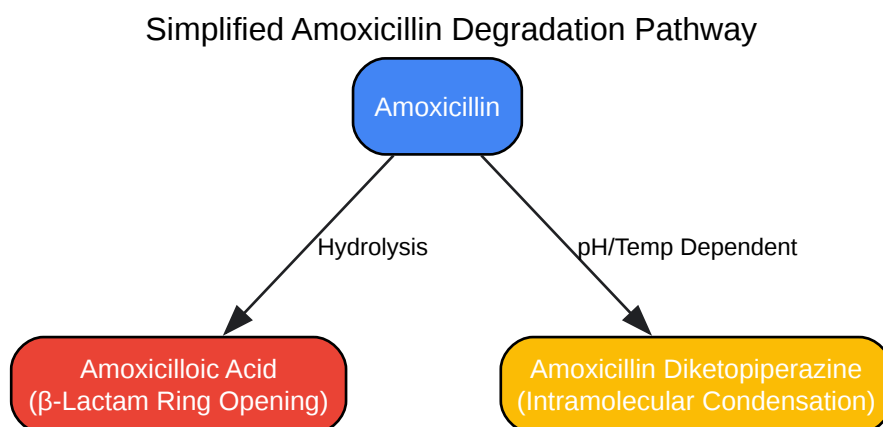 Simplified Amoxicillin Degradation Pathway
Amoxicillin
Hydrolysis
pH/Temp Dependent
Amoxicilloic Acid
(β-Lactam Ring Opening)
Amoxicillin Diketopiperazine
(Intramolecular Condensation)